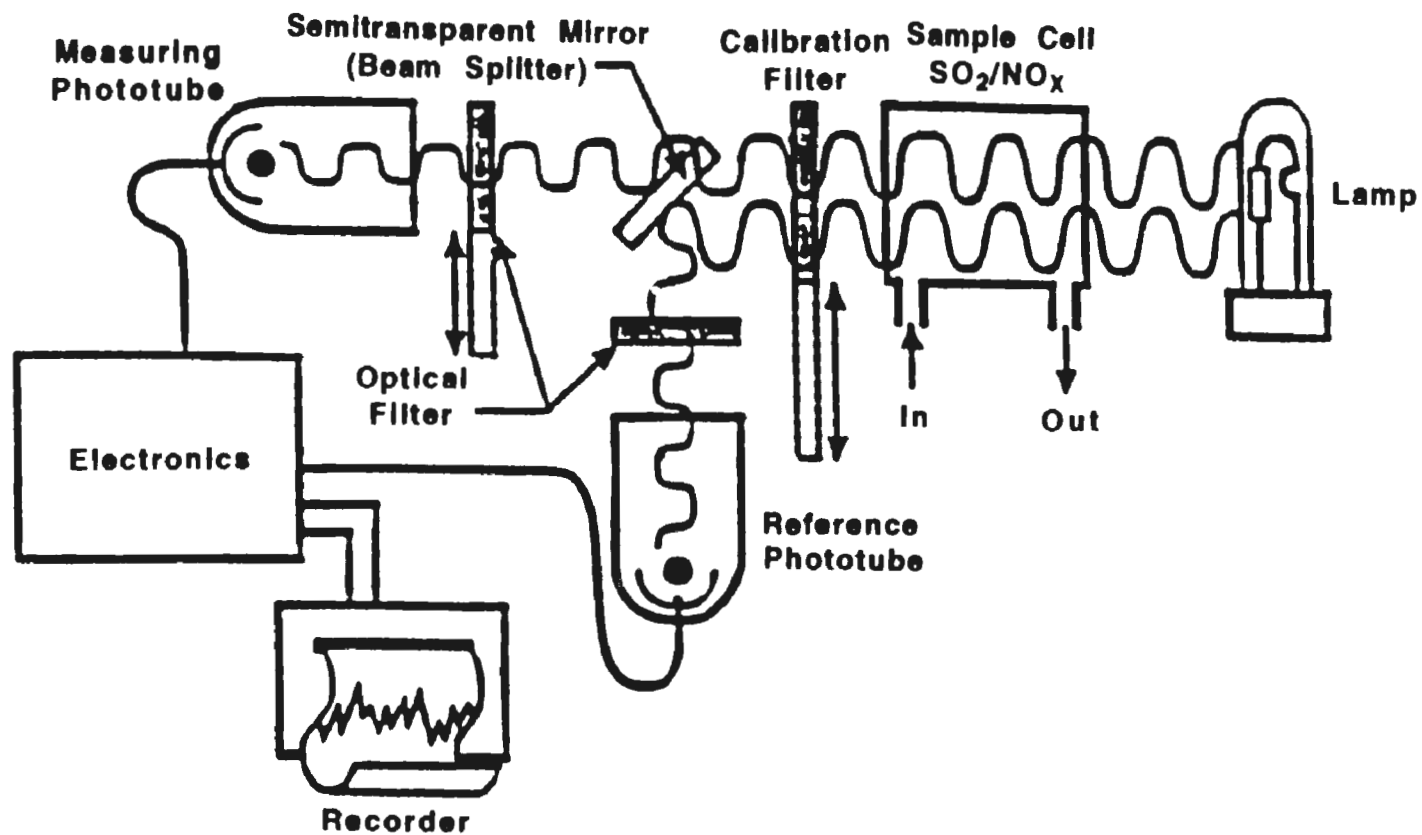 Measuring
Phototube
Semitransparent Mirror
(Beam Splitter)
Calibration
Filter
Sample Cell
SO₂/NOₓ
Lamp
Optical
Filter
In
Out
Electronics
Reference
Phototube
Recorder